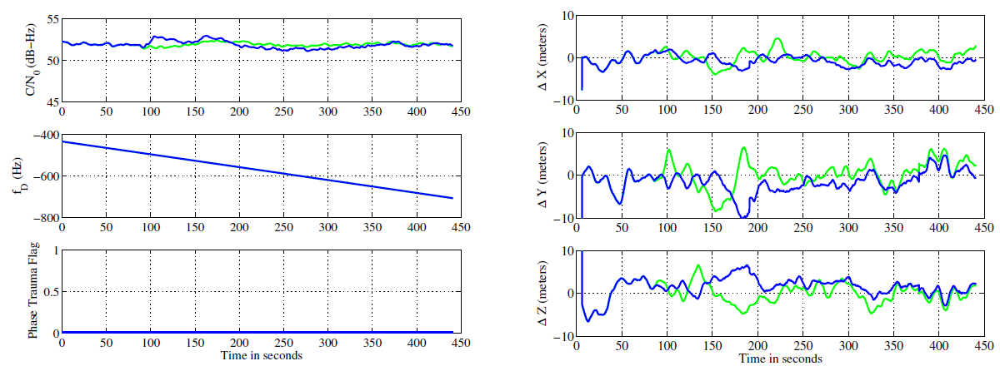 55
50
45
C/N0 (dB−Hz)
0 50 100 150 200 250 300 350 400 450
−400
−600
−800
fD (Hz)
0 50 100 150 200 250 300 350 400 450
1
0.5
0
Phase Trauma Flag
0 50 100 150 200 250 300 350 400 450
Time in seconds
10
0
−10
Δ X (meters)
0 50 100 150 200 250 300 350 400 450
10
0
−10
Δ Y (meters)
0 50 100 150 200 250 300 350 400 450
10
0
−10
Δ Z (meters)
0 50 100 150 200 250 300 350 400 450
Time in seconds